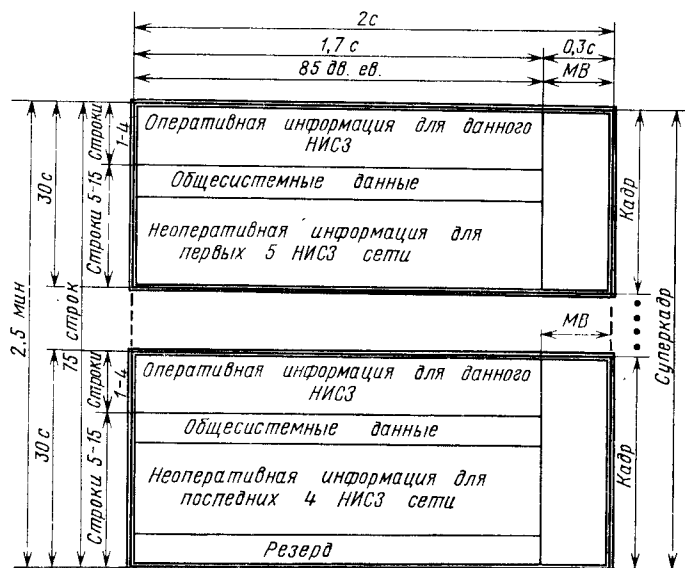 2с
1,7 с
0,3с
85 дв. ев.
МВ
Оперативная информация для данного
НИСЗ
Общесистемные данные
Неоперативная информация для
первых 5 НИСЗ сети
МВ
Оперативная информация для данного
НИСЗ
Общесистемные данные
Неоперативная информация для
последних 4 НИСЗ сети
Резерв
2,5 мин
30с
75 строк
Строки
1-4
Строки 5-15
30с
Строки
1-4
Строки 5-15
Кадр
Кадр
Суперкадр